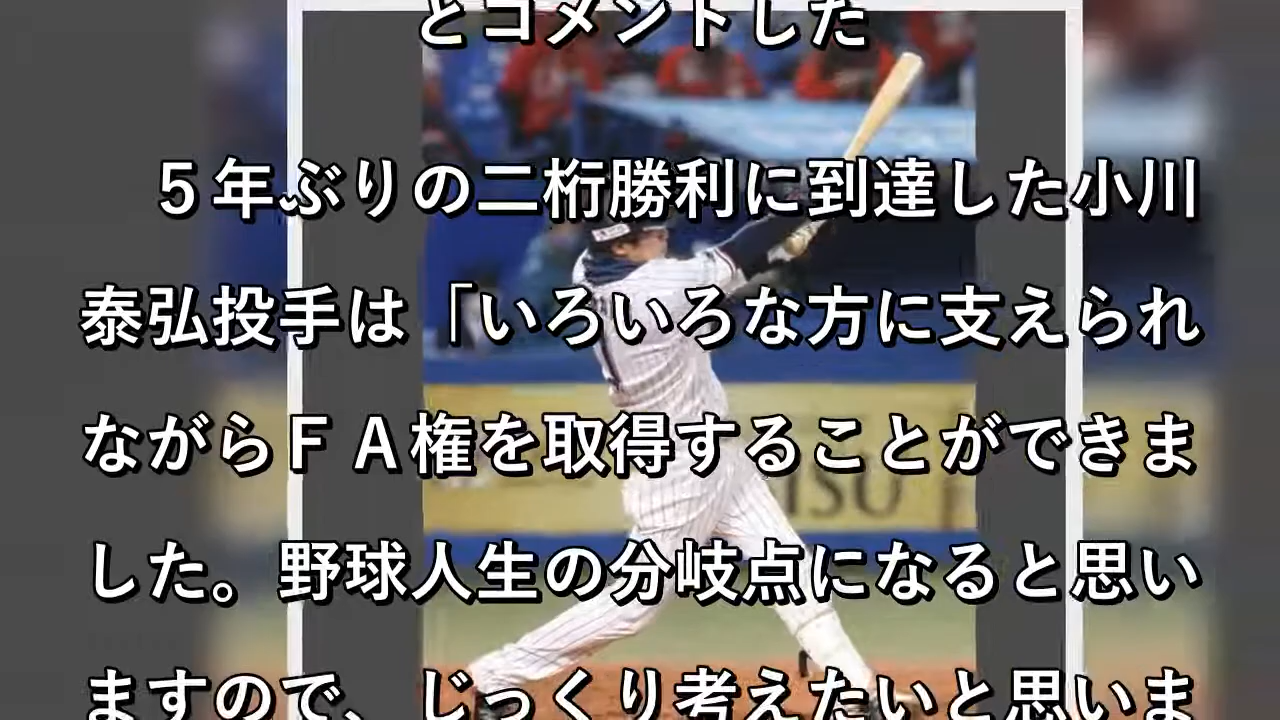 とコメントした
５年ぶりの二桁勝利に到達した小川
泰弘投手は「いろいろな方に支えられ
ながらＦＡ権を取得することができま
した。野球人生の分岐点になると思い
ますので、じっくり考えたいと思いま